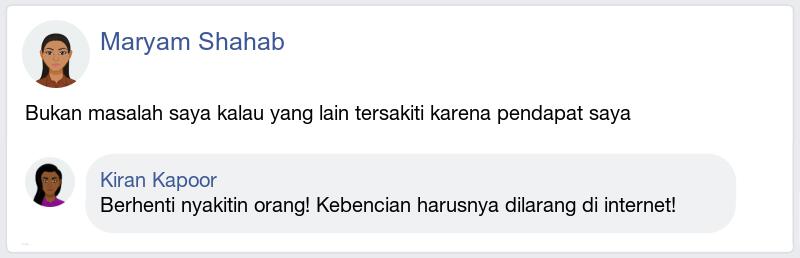 Maryam Shahab
Bukan masalah saya kalau yang lain tersakiti karena pendapat saya
Kiran Kapoor
Berhenti nyakitin orang! Kebencian harusnya dilarang di internet!